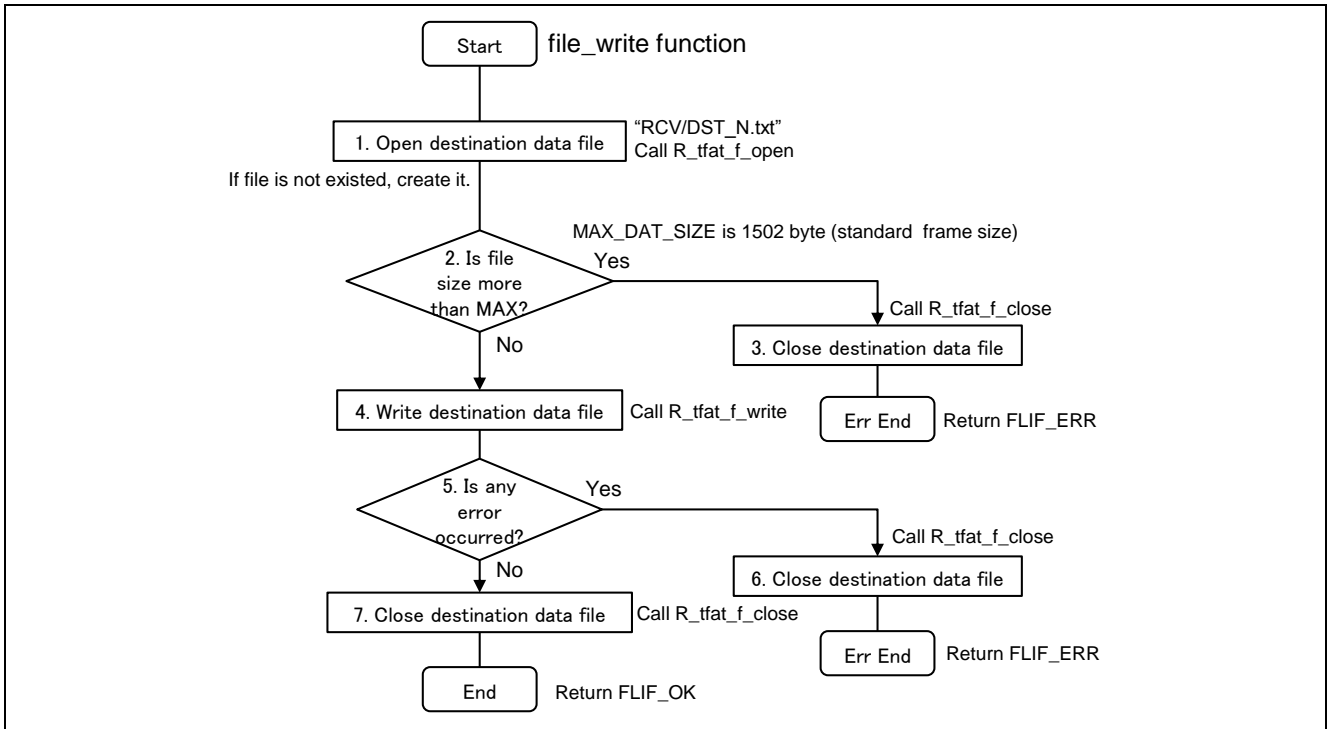 Start
file_write function
1. Open destination data file
“RCV/DST_N.txt”
Call R_tfat_f_open
If file is not existed, create it.
MAX_DAT_SIZE is 1502 byte (standard frame size)
2. Is file
size more
than MAX?
Yes
No
Call R_tfat_f_close
3. Close destination data file
Err End
Return FLIF_ERR
4. Write destination data file
Call R_tfat_f_write
5. Is any
error
occurred?
Yes
No
Call R_tfat_f_close
6. Close destination data file
Err End
Return FLIF_ERR
7. Close destination data file
Call R_tfat_f_close
End
Return FLIF_OK